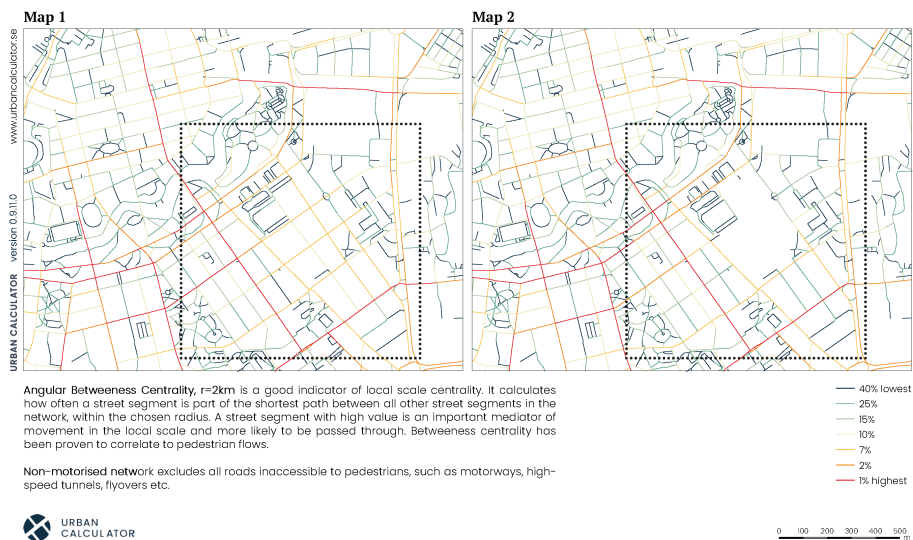 Map 1
Map 2
www.urbancalculator.se
URBAN CALCULATOR version 0.9.11.0
Angular Betweeness Centrality, r=2km is a good indicator of local scale centrality. It calculates
how often a street segment is part of the shortest path between all other street segments in the
network, within the chosen radius. A street segment with high value is an important mediator of
movement in the local scale and more likely to be passed through. Betweeness centrality has
been proven to correlate to pedestrian flows.
Non-motorised network excludes all roads inaccessible to pedestrians, such as motorways, high-
speed tunnels, flyovers etc.
40% lowest
25%
15%
10%
7%
2%
1% highest
URBAN
CALCULATOR
0 100 200 300 400 500
m